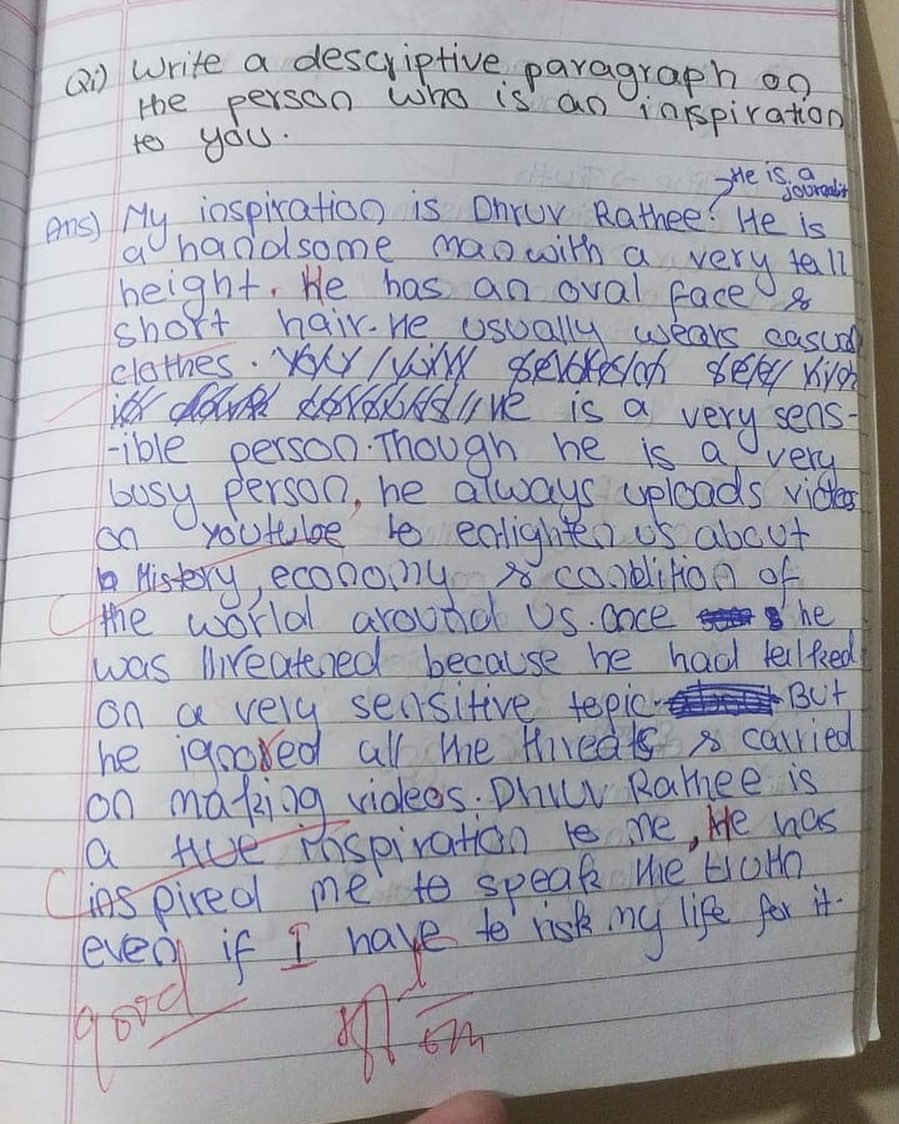 Qi) Write a descriptive paragraph on
the person who is an inspiration
to you.
He is a
journalist
Ans) My inspiration is Dhruv Rathee. He is
a handsome man with a very tall
height. He has an oval face &
short hair. He usually wears casual
clothes.
He is a very sens-
-ible person. Though he is a very
busy person, he always uploads videos
on youtube to enlighten us about
History, economy & condition of
the world around us. once he
was threatened because he had talked
on a very sensitive topic. But
he ignored all the threats & carried
on making videos. Dhruv Rathee is
a true inspiration to me, He has
inspired me to speak the truth
even if I have to risk my life for it.
good